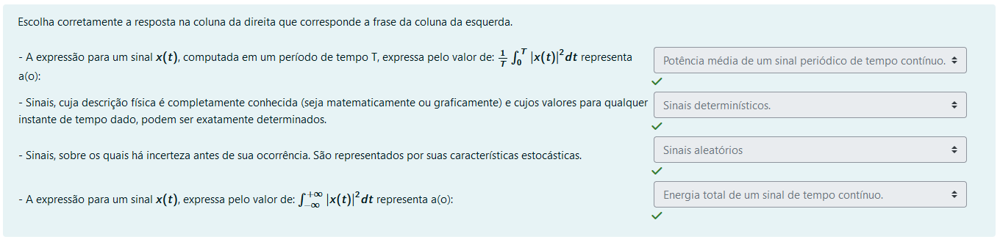 Escolha corretamente a resposta na coluna da direita que corresponde a frase da coluna da esquerda.
- A expressão para um sinal x(t), computada em um período de tempo T, expressa pelo valor de: 1/T ∫₀ᵀ |x(t)|² dt representa
a(o):
Potência média de um sinal periódico de tempo contínuo.
- Sinais, cuja descrição física é completamente conhecida (seja matematicamente ou graficamente) e cujos valores para qualquer
instante de tempo dado, podem ser exatamente determinados.
Sinais determinísticos.
- Sinais, sobre os quais há incerteza antes de sua ocorrência. São representados por suas características estocásticas.
Sinais aleatórios
- A expressão para um sinal x(t), expressa pelo valor de: ∫₋∞⁺∞ |x(t)|² dt representa a(o):
Energia total de um sinal de tempo contínuo.